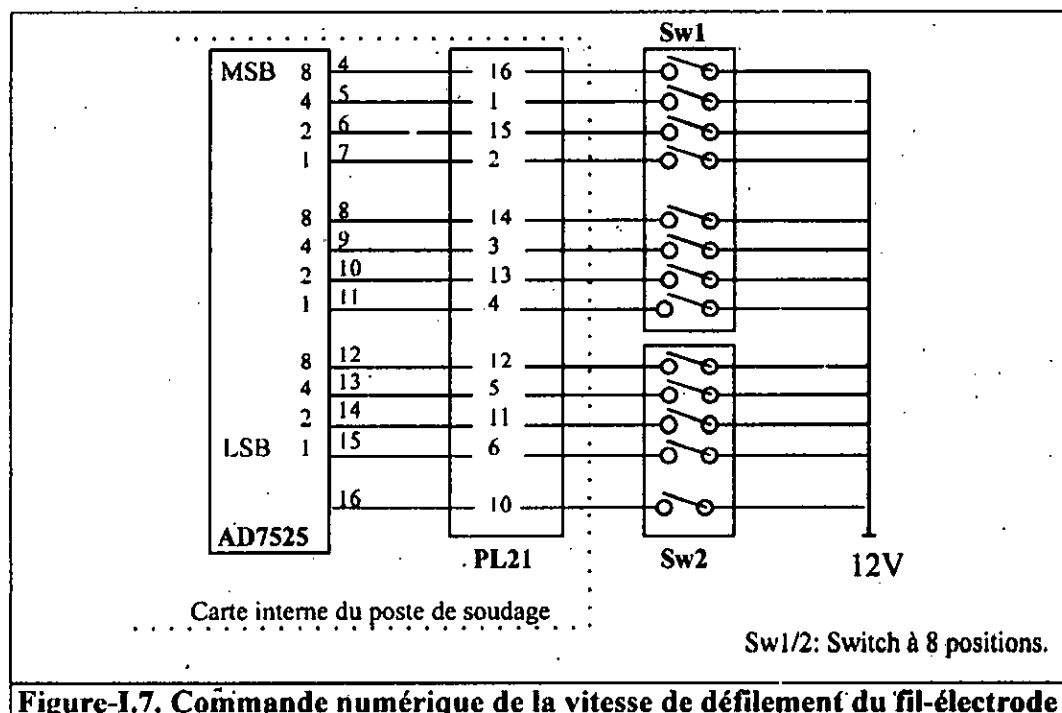 Sw1
MSB 8 4 16
4 5 1
2 6 15
1 7 2
8 8 14
4 9 3
2 10 13
1 11 4
8 12 12
4 13 5
2 14 11
LSB 1 15 6
16 10
AD7525 PL21 Sw2 12V
Carte interne du poste de soudage
Sw1/2: Switch à 8 positions.
Figure-I.7. Commande numérique de la vitesse de défilement du fil-électrode